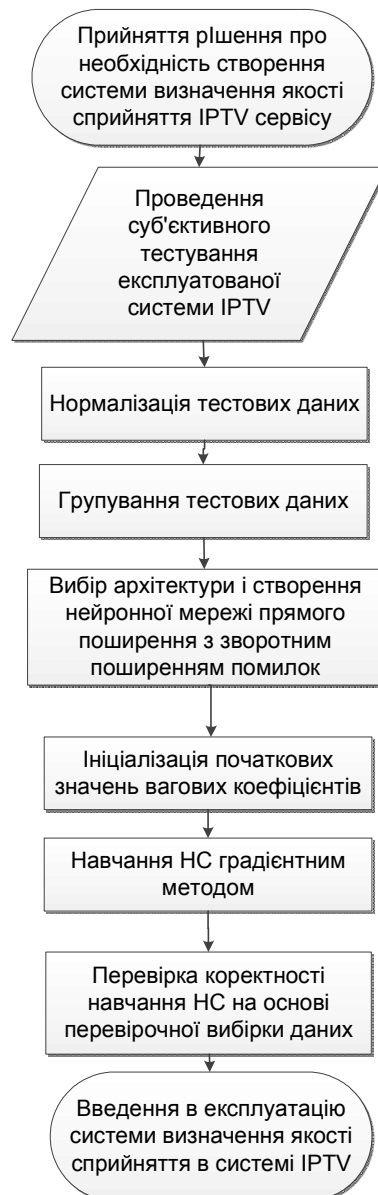 Прийняття рІшення про
необхідність створення
системи визначення якості
сприйняття IPTV сервісу
Проведення
суб'єктивного
тестування
експлуатованої
системи IPTV
Нормалізація тестових даних
Групування тестових даних
Вибір архітектури і створення
нейронної мережі прямого
поширення з зворотним
поширенням помилок
Ініціалізація початкових
значень вагових коефіцієнтів
Навчання НС градієнтним
методом
Перевірка коректності
навчання НС на основі
перевірочної вибірки даних
Введення в експлуатацію
системи визначення якості
сприйняття в системі IPTV